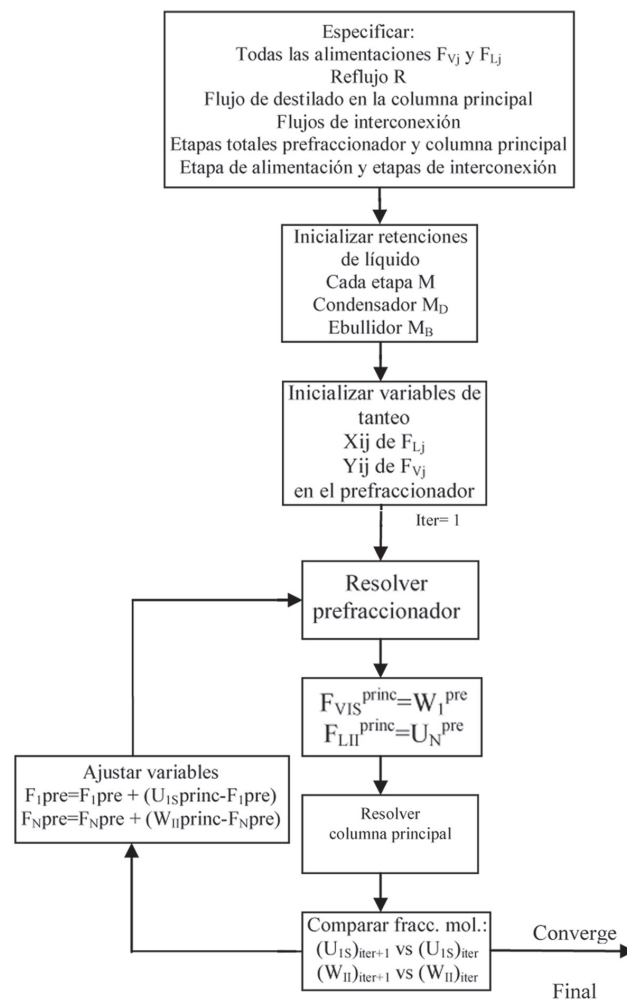 Especificar:
Todas las alimentaciones F_Vj y F_Lj
Reflujo R
Flujo de destilado en la columna principal
Flujos de interconexión
Etapas totales prefraccionador y columna principal
Etapa de alimentación y etapas de interconexión
Inicializar retenciones
de líquido
Cada etapa M
Condensador M_D
Ebullidor M_B
Inicializar variables de
tanteo
Xij de F_Lj
Yij de F_Vj
en el prefraccionador
Iter= 1
Resolver
prefraccionador
F_VIS^princ=W_1^pre
F_LII^princ=U_N^pre
Ajustar variables
F_1pre=F_1pre + (U_1Sprinc-F_1pre)
F_Npre=F_Npre + (W_IIprinc-F_Npre)
Resolver
columna principal
Comparar fracc. mol.:
(U_1S)_iter+1 vs (U_1S)_iter
(W_II)_iter+1 vs (W_II)_iter
Converge
Final